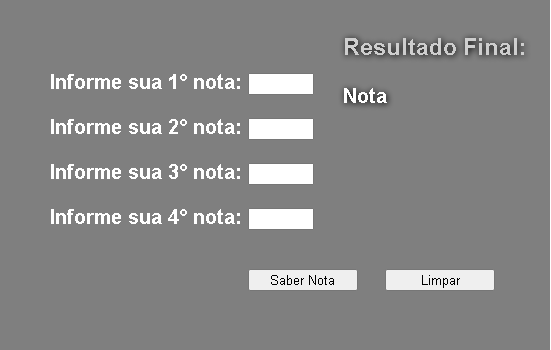 Resultado Final:
Informe sua 1° nota:
Nota
Informe sua 2° nota:
Informe sua 3° nota:
Informe sua 4° nota:
Saber Nota
Limpar